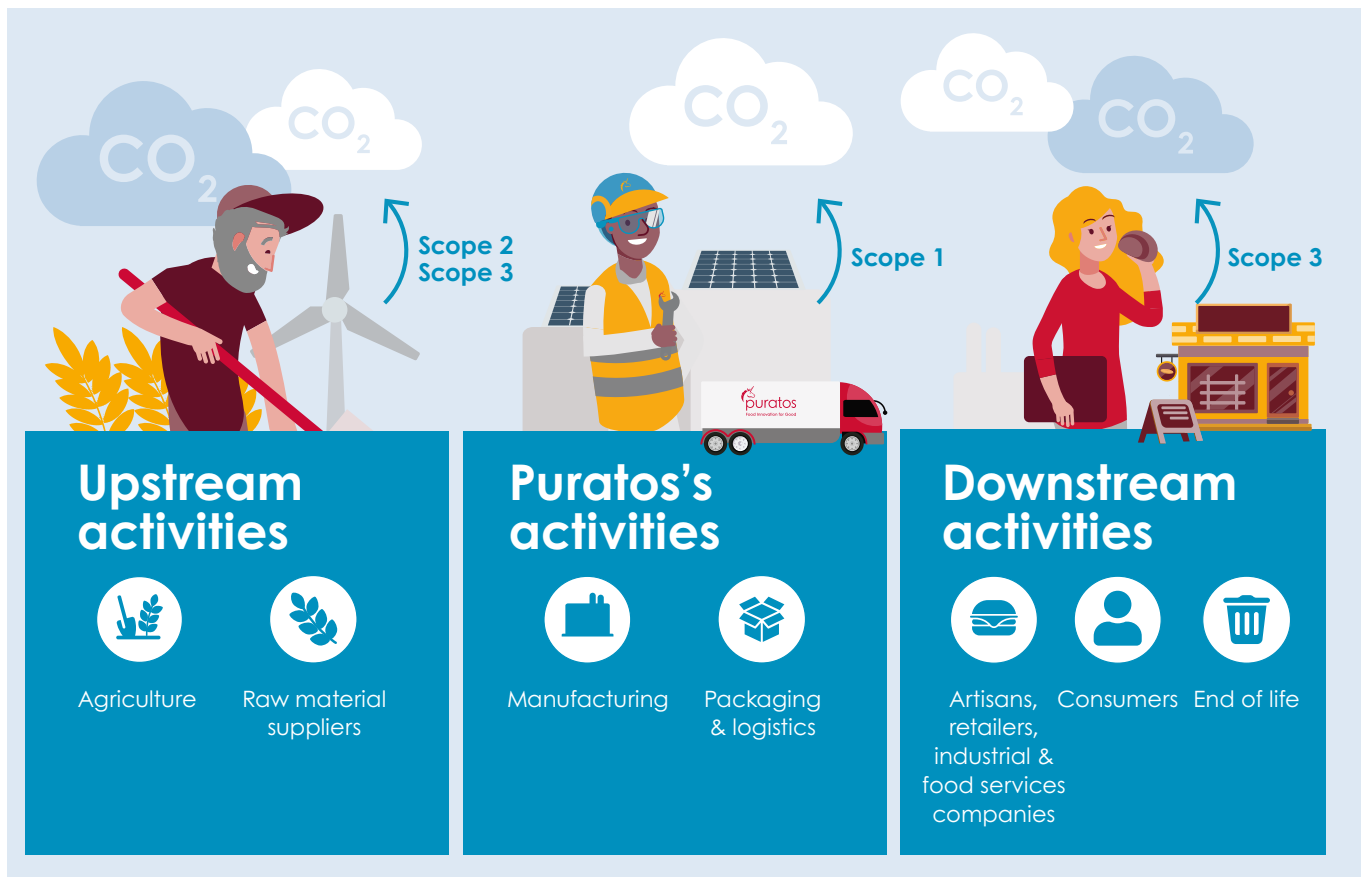 CO2
CO2
CO2
CO2
CO2
Scope 2
Scope 3
Scope 1
Scope 3
puratos
Food Innovation for Good
Upstream
activities
Agriculture
Raw material
suppliers
Puratos's
activities
Manufacturing
Packaging
& logistics
Downstream
activities
Artisans,
retailers,
industrial &
food services
companies
Consumers
End of life